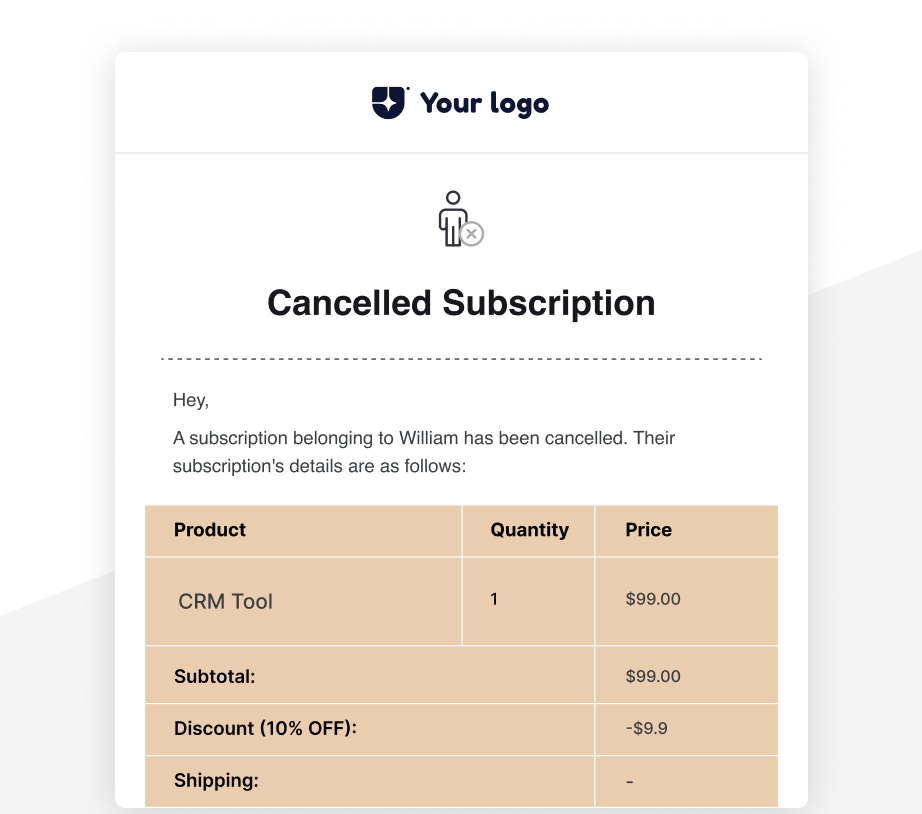 Your logo
Cancelled Subscription
Hey,
A subscription belonging to William has been cancelled. Their
subscription's details are as follows:
Product Quantity Price
CRM Tool 1 $99.00
Subtotal: $99.00
Discount (10% OFF): -$9.9
Shipping: -